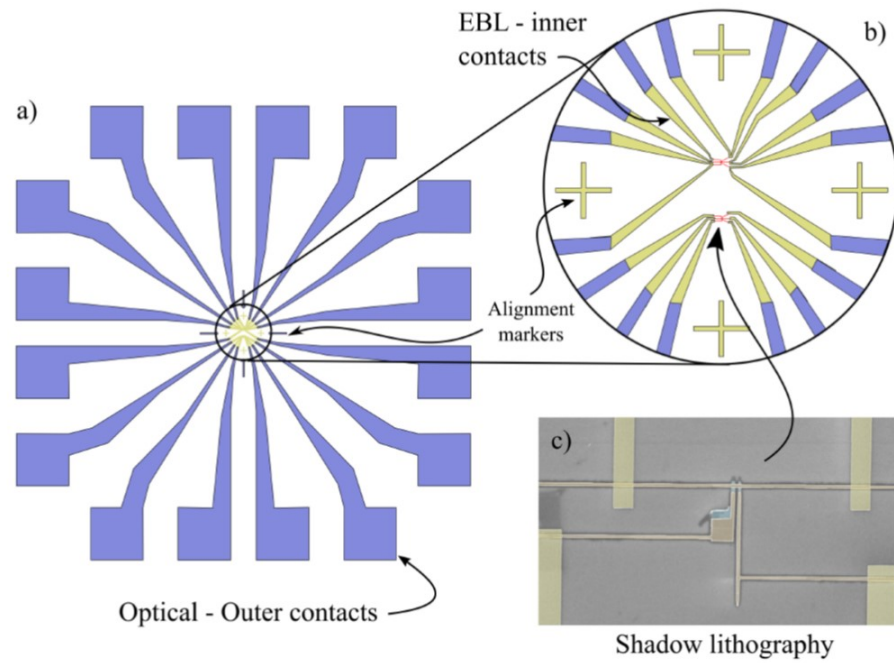 a)
EBL - inner
contacts
b)
Alignment
markers
c)
Optical - Outer contacts
Shadow lithography